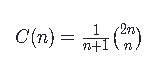 C(n) = \frac{1}{n+1} \binom{2n}{n}